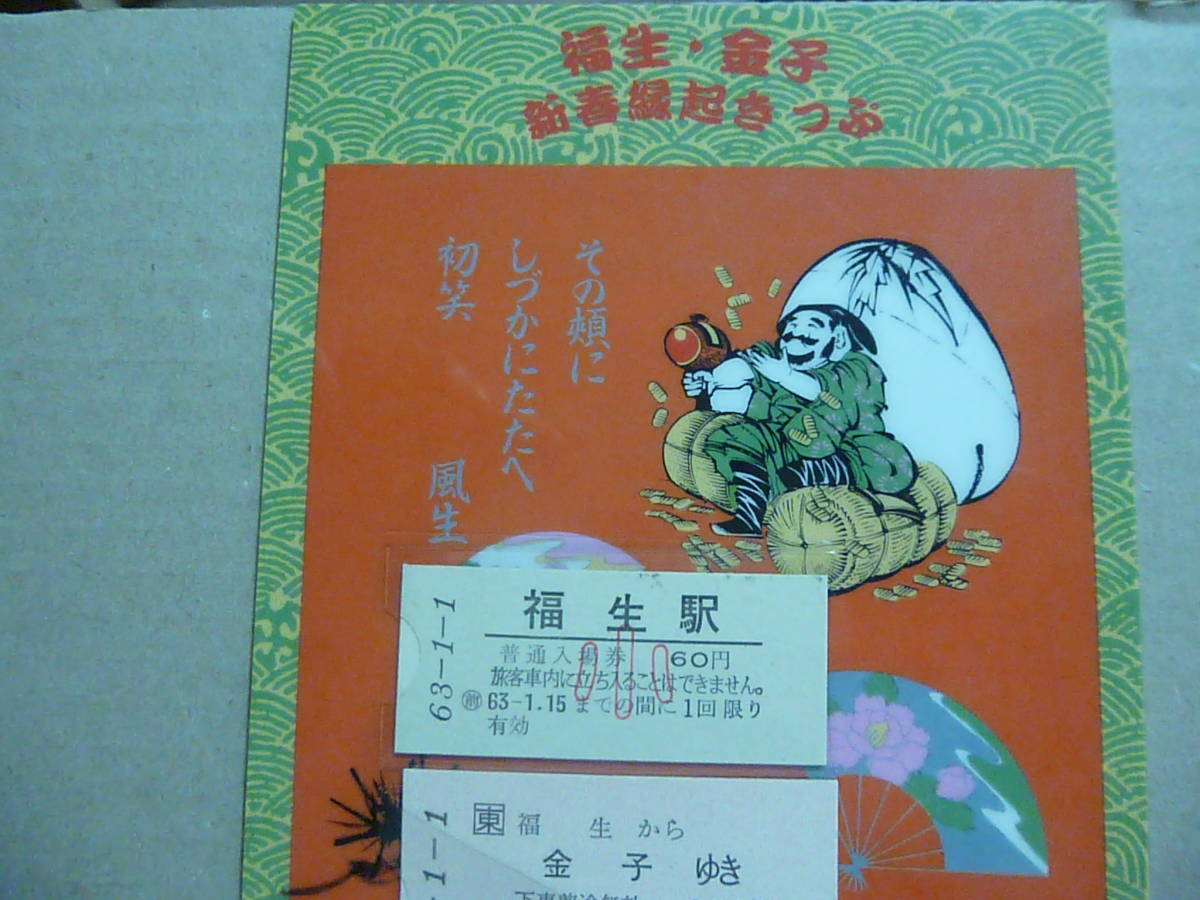 福生・金子
新春縁起きっぷ
その頬に
しづかにたたへ
初笑
風生
福生駅
普通入場券 60円
旅客車内に立ち入ることはできません。
63-1.15 までの間に1回限り
有効
63-1-1
東 福生から
金子ゆき
1-1